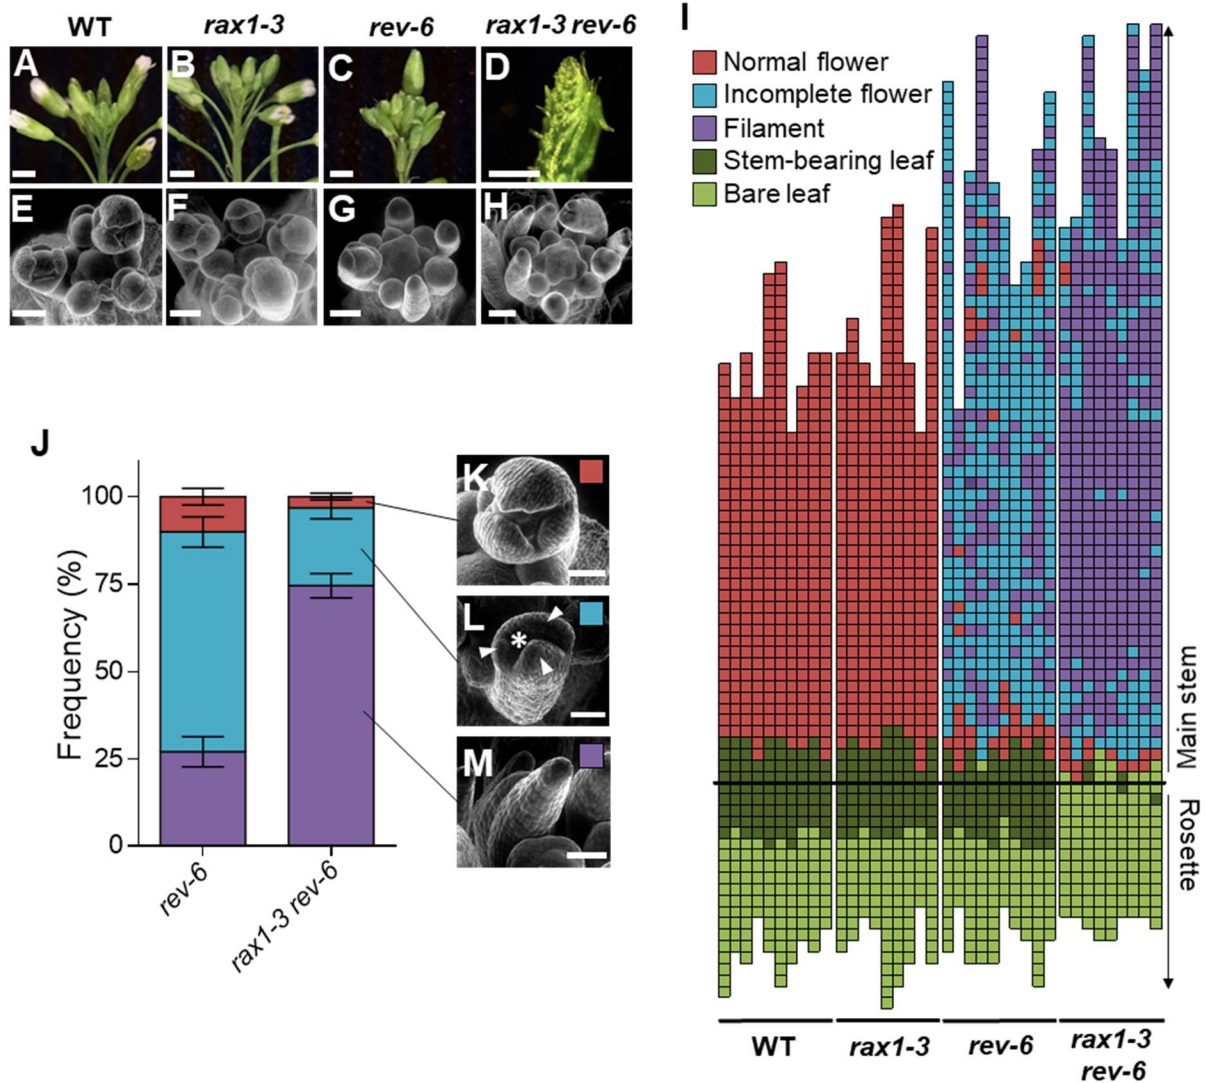 WT rax1-3 rev-6 rax1-3 rev-6
A B C D
E F G H
I
Normal flower
Incomplete flower
Filament
Stem-bearing leaf
Bare leaf
Main stem
Rosette
WT rax1-3 rev-6 rax1-3
rev-6
J
Frequency (%)
100
75
50
25
0
rev-6
rax1-3 rev-6
K
L
*
M